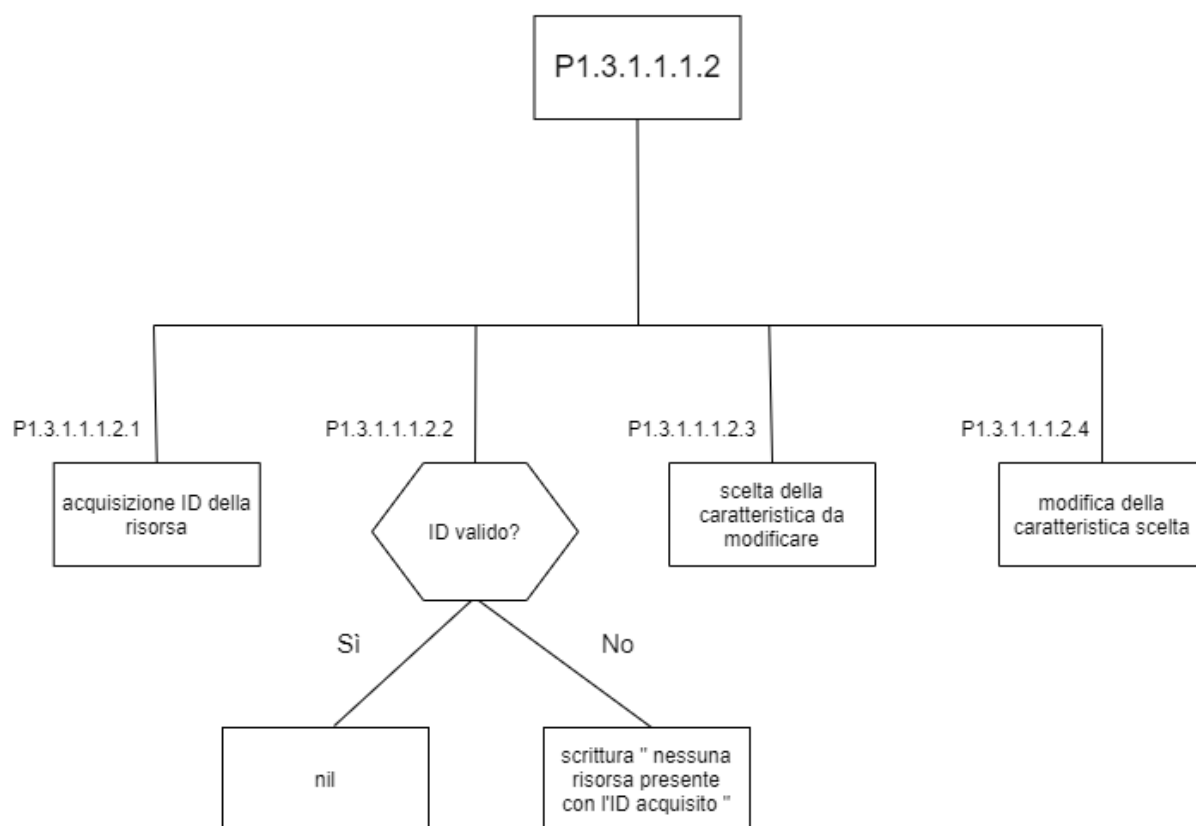 P1.3.1.1.1.2
P1.3.1.1.1.2.1
P1.3.1.1.1.2.2
P1.3.1.1.1.2.3
P1.3.1.1.1.2.4
acquisizione ID della
risorsa
ID valido?
scelta della
caratteristica da
modificare
modifica della
caratteristica scelta
Sì
No
nil
scrittura " nessuna
risorsa presente
con l'ID acquisito "